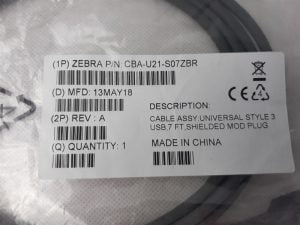 (1P) ZEBRA P/N: CBA-U21-S07ZBR
(D) MFD: 13MAY18
(2P) REV : A
(Q) QUANTITY: 1
CE
CABLE ASSY:UNIVERSAL STYLE 3
USB,7 FT,SHIELDED MOD PLUG
MADE IN CHINA